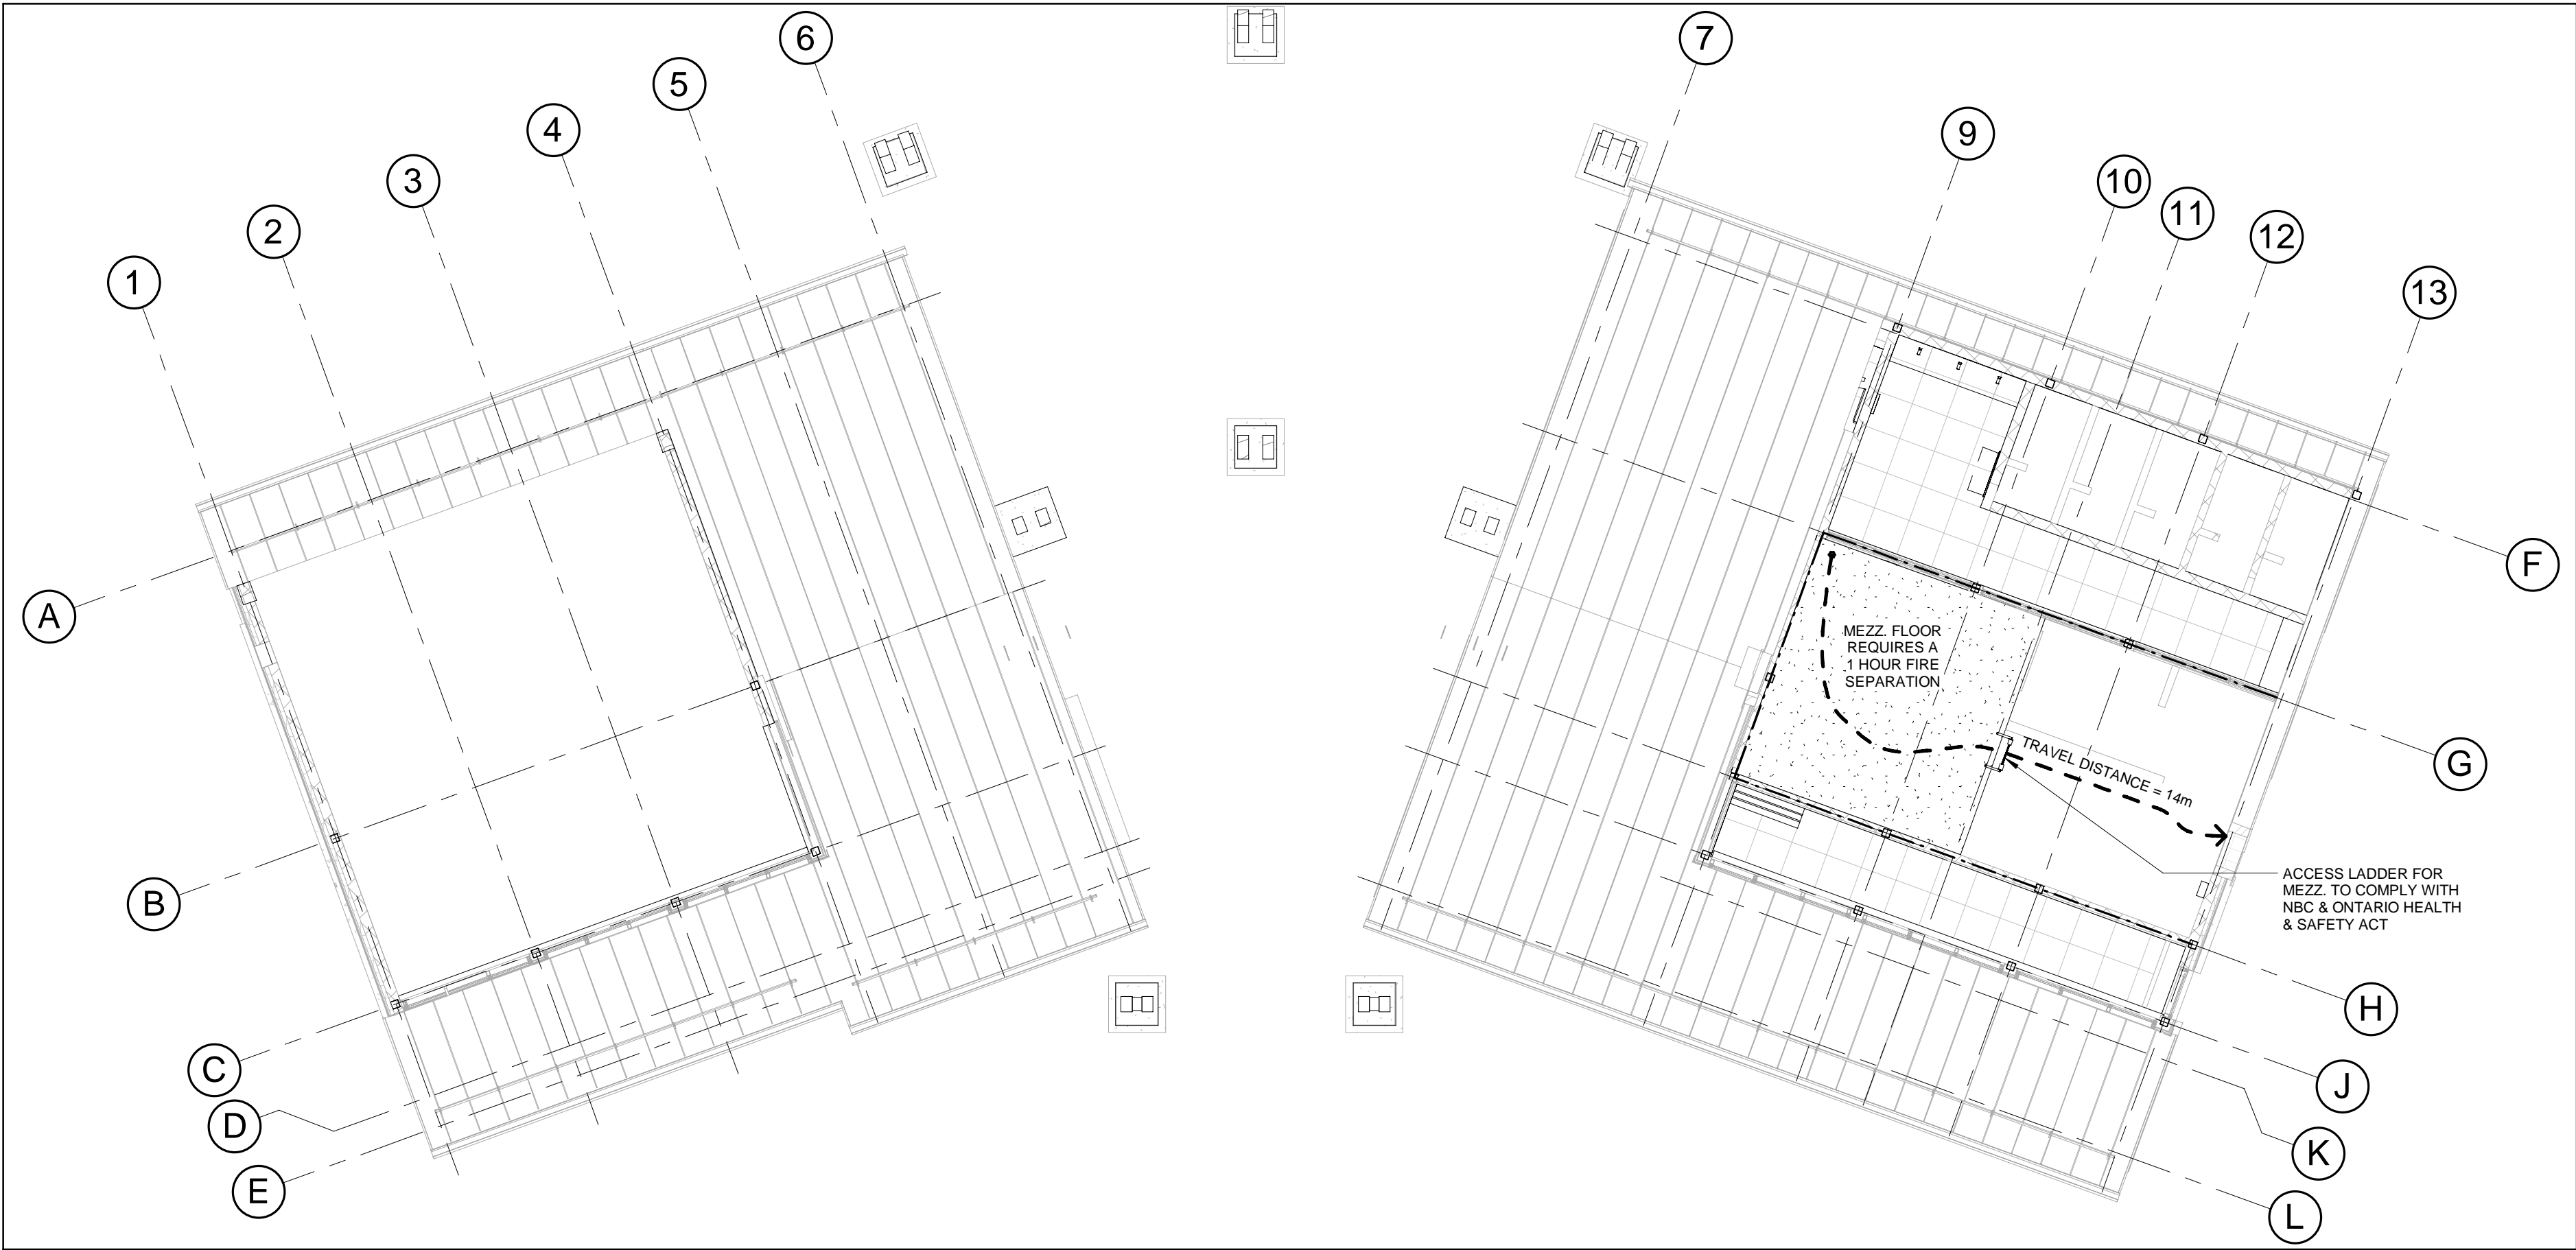 6
7
5
4
9
3
10
11
2
12
1
13
F
A
MEZZ. FLOOR
REQUIRES A
1 HOUR FIRE
SEPARATION
TRAVEL DISTANCE = 14m
G
ACCESS LADDER FOR
MEZZ. TO COMPLY WITH
NBC & ONTARIO HEALTH
& SAFETY ACT
B
H
C
J
D
K
E
L